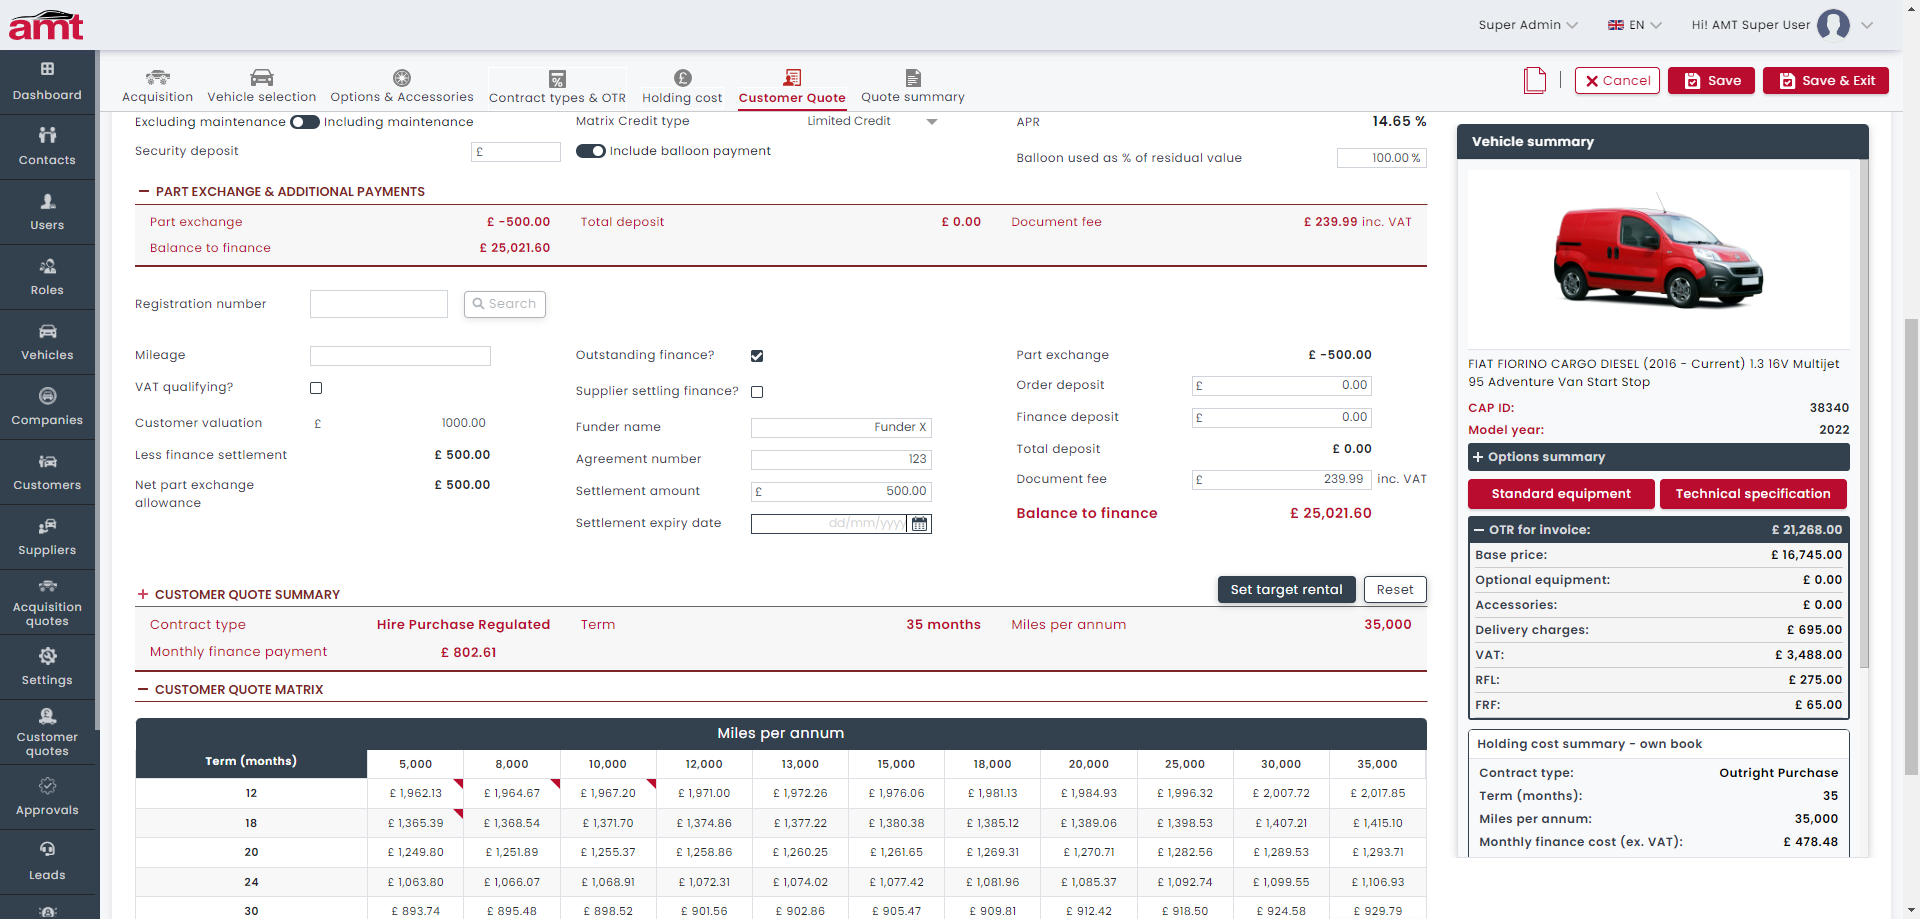 amt
Super Admin
EN
Hi! AMT Super User
Dashboard
Contacts
Users
Roles
Vehicles
Companies
Customers
Suppliers
Acquisition
quotes
Settings
Customer
quotes
Approvals
Leads
Acquisition
Vehicle selection
Options & Accessories
Contract types & OTR
Holding cost
Customer Quote
Quote summary
Cancel
Save
Save & Exit
Excluding maintenance Including maintenance
Matrix Credit type Limited Credit
APR 14.65 %
Security deposit £
Include balloon payment
Balloon used as % of residual value 100.00 %
PART EXCHANGE & ADDITIONAL PAYMENTS
Part exchange £ -500.00 Total deposit £ 0.00 Document fee £ 239.99 inc. VAT
Balance to finance £ 25,021.60
Registration number Search
Mileage
VAT qualifying?
Customer valuation £ 1000.00
Less finance settlement £ 500.00
Net part exchange £ 500.00
allowance
Outstanding finance?
Supplier settling finance?
Funder name Funder X
Agreement number 123
Settlement amount £ 500.00
Settlement expiry date dd/mm/yyyy
Part exchange £ -500.00
Order deposit £ 0.00
Finance deposit £ 0.00
Total deposit £ 0.00
Document fee £ 239.99 inc. VAT
Balance to finance £ 25,021.60
CUSTOMER QUOTE SUMMARY Set target rental Reset
Contract type Hire Purchase Regulated Term 35 months Miles per annum 35,000
Monthly finance payment £ 802.61
CUSTOMER QUOTE MATRIX
Miles per annum
Term (months) 5,000 8,000 10,000 12,000 13,000 15,000 18,000 20,000 25,000 30,000 35,000
12 £ 1,962.13 £ 1,964.67 £ 1,967.20 £ 1,971.00 £ 1,972.26 £ 1,976.06 £ 1,981.13 £ 1,984.93 £ 1,996.32 £ 2,007.72 £ 2,017.85
18 £ 1,365.39 £ 1,368.54 £ 1,371.70 £ 1,374.86 £ 1,377.22 £ 1,380.38 £ 1,385.12 £ 1,389.06 £ 1,398.53 £ 1,407.21 £ 1,415.10
20 £ 1,249.80 £ 1,251.89 £ 1,255.37 £ 1,258.86 £ 1,260.25 £ 1,261.65 £ 1,269.31 £ 1,270.71 £ 1,282.56 £ 1,289.53 £ 1,293.71
24 £ 1,063.80 £ 1,066.07 £ 1,068.91 £ 1,072.31 £ 1,074.02 £ 1,077.42 £ 1,081.96 £ 1,085.37 £ 1,092.74 £ 1,099.55 £ 1,106.93
30 £ 893.74 £ 895.48 £ 898.52 £ 901.56 £ 902.86 £ 905.47 £ 909.81 £ 912.42 £ 918.50 £ 924.58 £ 929.79
Vehicle summary
FIAT FIORINO CARGO DIESEL (2016 - Current) 1.3 16V Multijet
95 Adventure Van Start Stop
CAP ID: 38340
Model year: 2022
Options summary
Standard equipment Technical specification
OTR for invoice: £ 21,268.00
Base price: £ 16,745.00
Optional equipment: £ 0.00
Accessories: £ 0.00
Delivery charges: £ 695.00
VAT: £ 3,488.00
RFL: £ 275.00
FRF: £ 65.00
Holding cost summary - own book
Contract type: Outright Purchase
Term (months): 35
Miles per annum: 35,000
Monthly finance cost (ex. VAT): £ 478.48